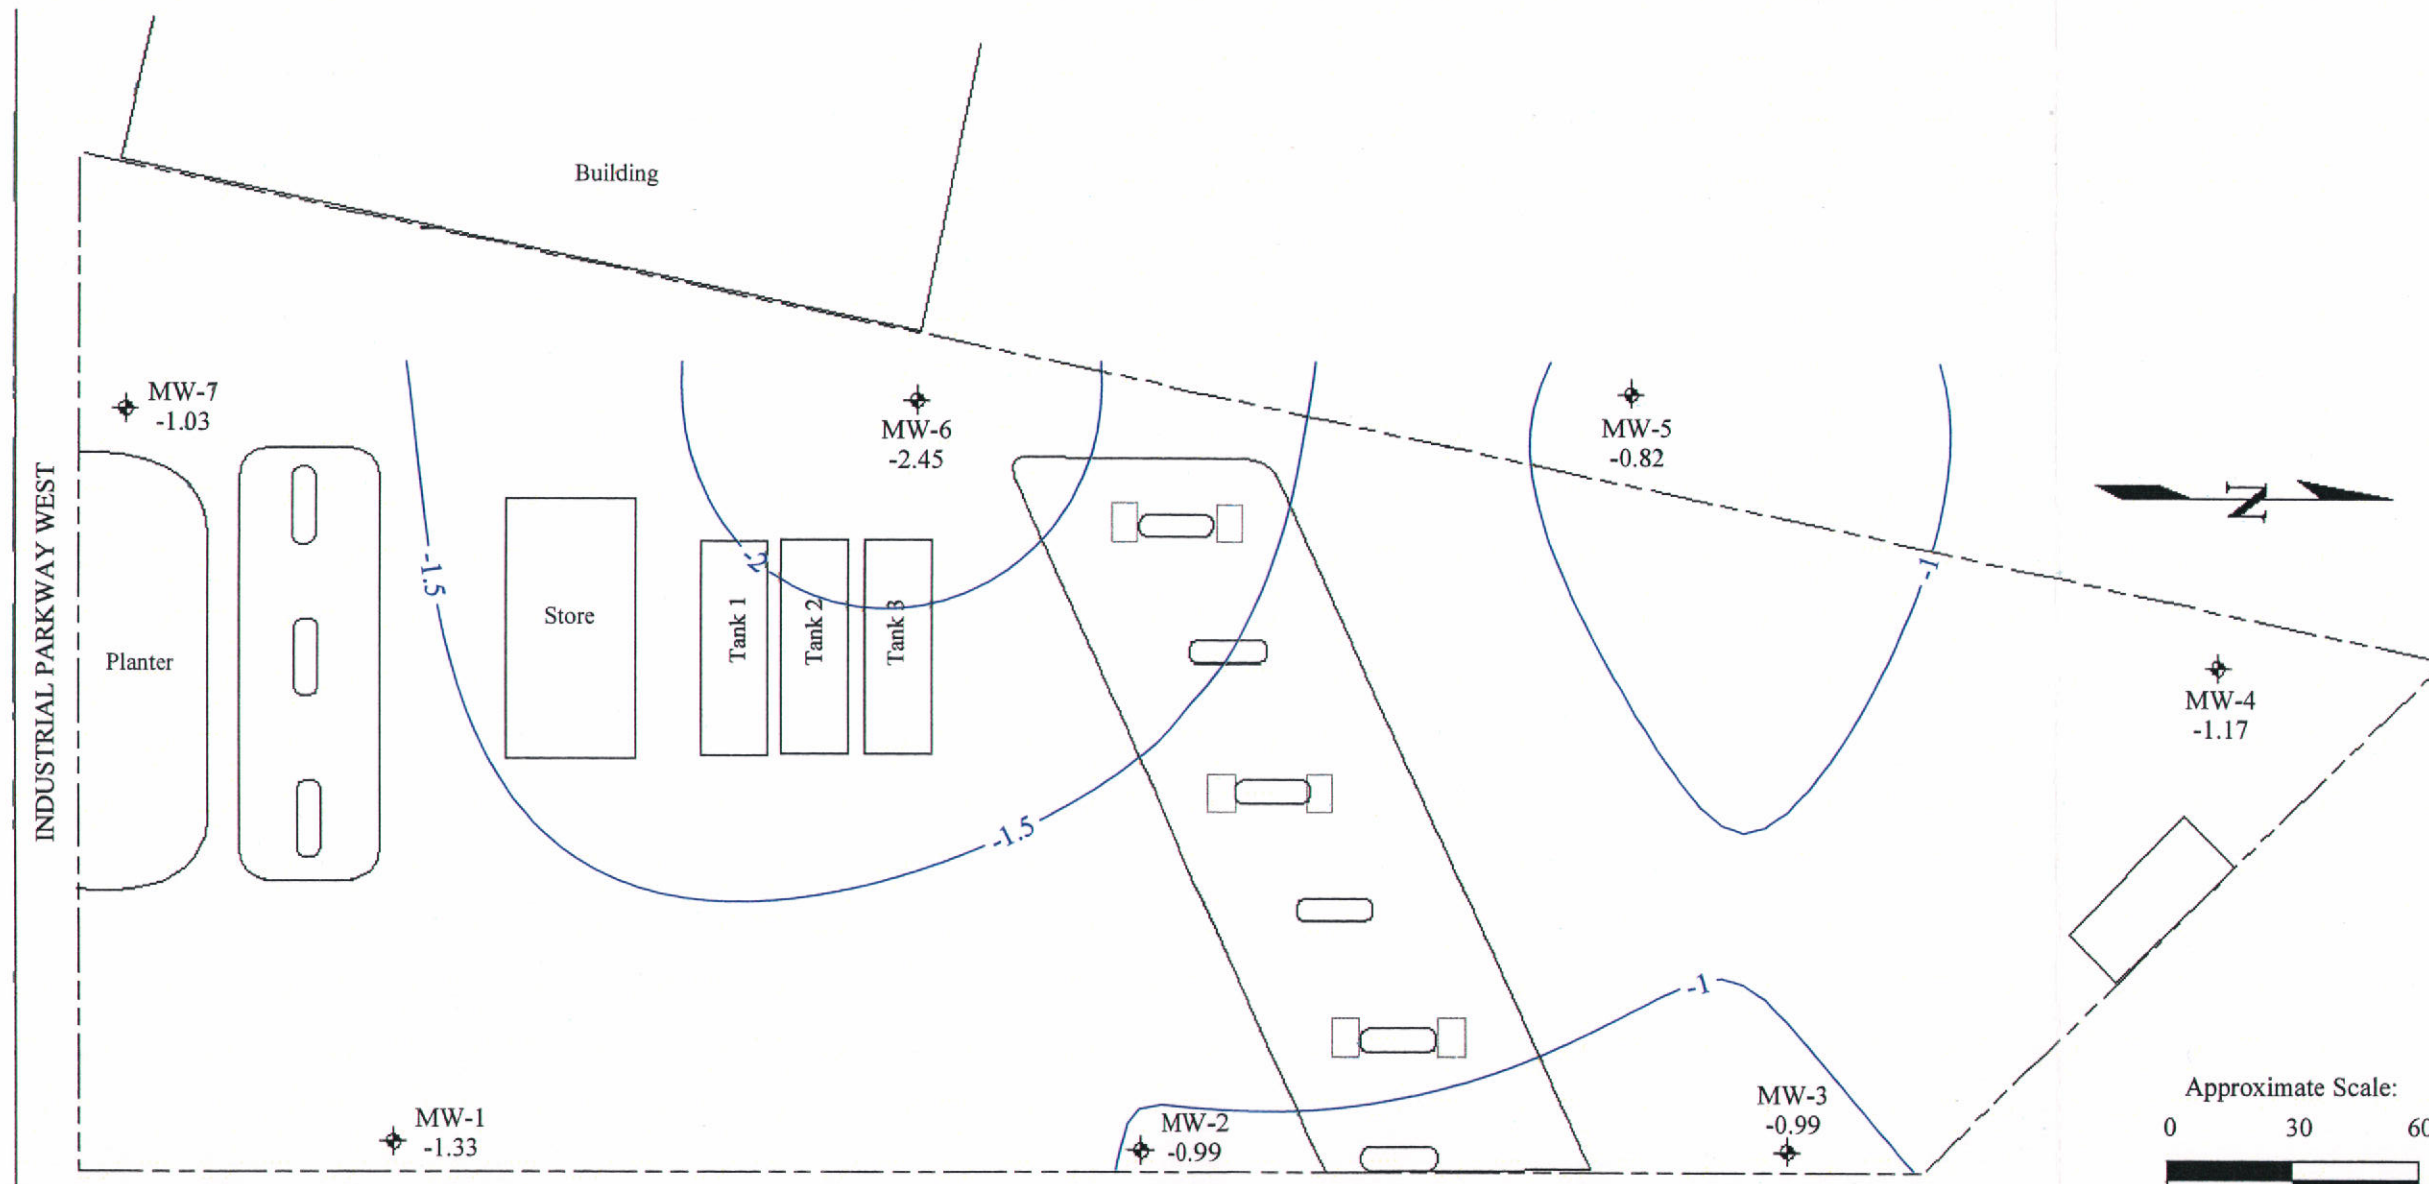 Building
MW-7
-1.03
MW-6
-2.45
MW-5
-0.82
N
INDUSTRIAL PARKWAY WEST
Planter
-1.5
Store
-2
Tank 1
Tank 2
Tank 3
-1
MW-4
-1.17
-1.5
-1
MW-1
-1.33
MW-2
-0.99
MW-3
-0.99
Approximate Scale:
0 30 60